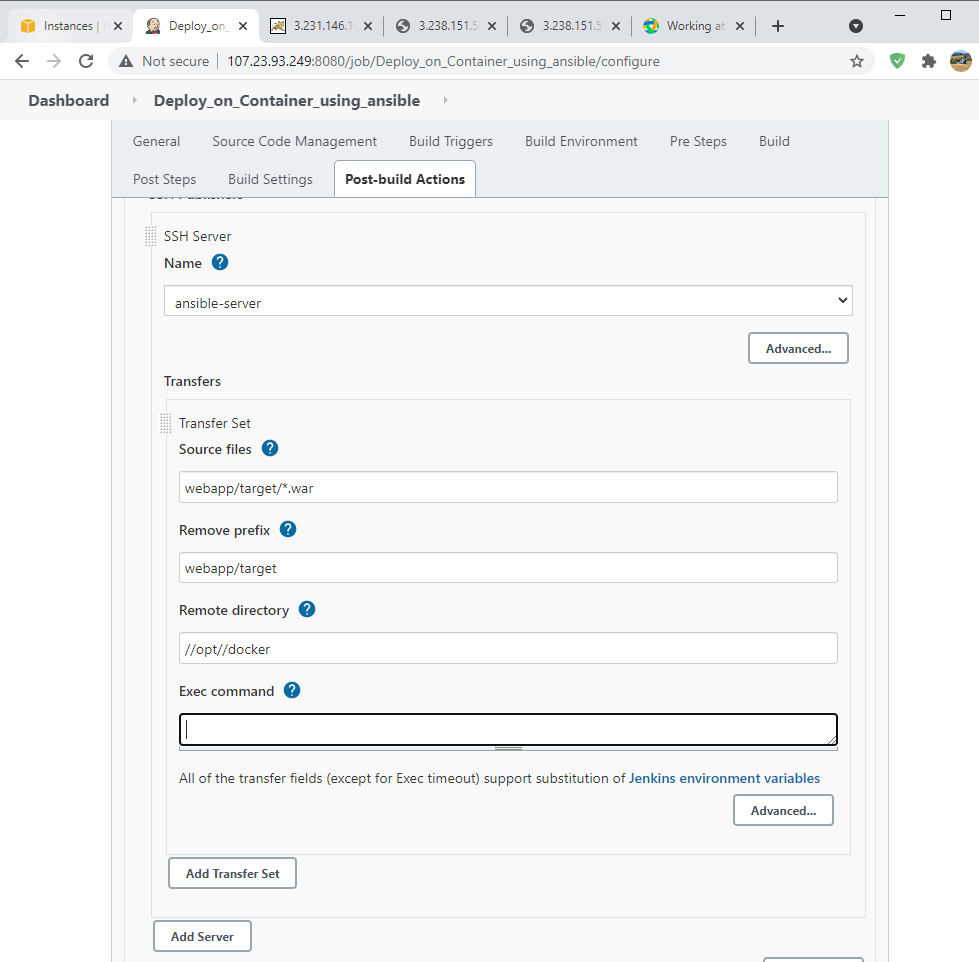 Instances |
Deploy_on_
3.231.146.1
3.238.151.5
3.238.151.5
Working at
Not secure
107.23.93.249:8080/job/Deploy_on_Container_using_ansible/configure
Dashboard
Deploy_on_Container_using_ansible
General
Source Code Management
Build Triggers
Build Environment
Pre Steps
Build
Post Steps
Build Settings
Post-build Actions
SSH Publishers
SSH Server
Name ?
ansible-server
Advanced...
Transfers
Transfer Set
Source files ?
webapp/target/*.war
Remove prefix ?
webapp/target
Remote directory ?
//opt//docker
Exec command ?
All of the transfer fields (except for Exec timeout) support substitution of Jenkins environment variables
Advanced...
Add Transfer Set
Add Server